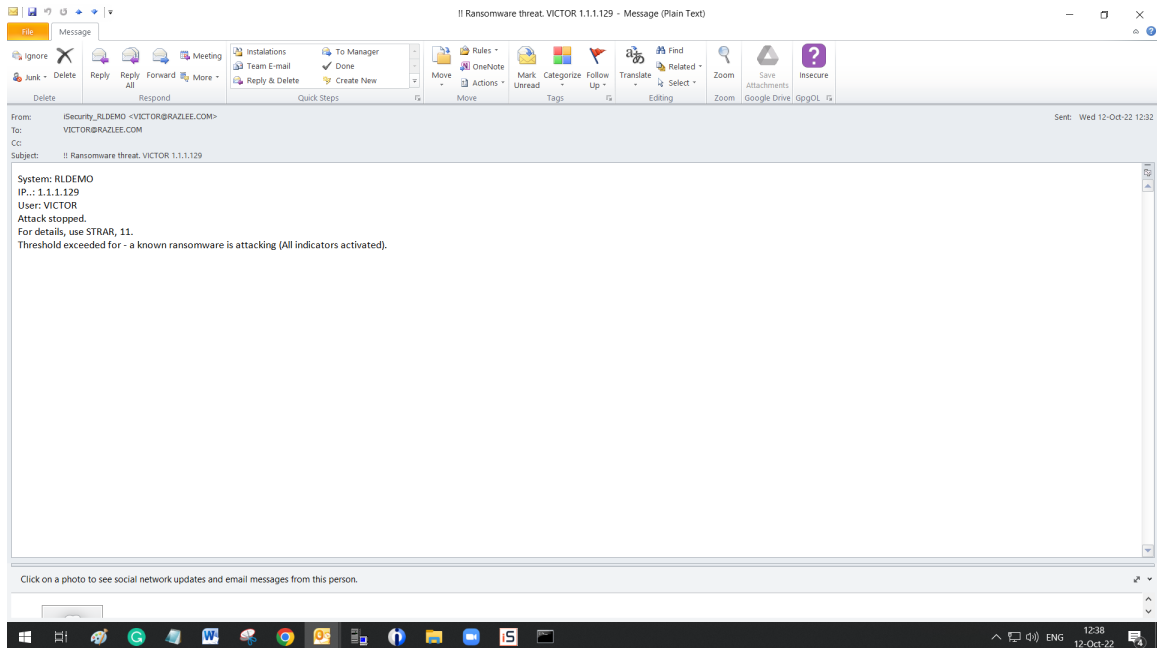 !! Ransomware threat. VICTOR 1.1.1.129 - Message (Plain Text)
File Message
Ignore
Junk
Delete
Reply
Reply All
Forward
Meeting
More
Delete
Respond
Instalations
Team E-mail
Reply & Delete
To Manager
Done
Create New
Quick Steps
Move
Rules
OneNote
Actions
Move
Mark Unread
Categorize
Follow Up
Tags
Translate
Find
Related
Select
Editing
Zoom
Zoom
Save Attachments
Google Drive
Insecure
GpgOL
From: iSecurity_RLDEMO <VICTOR@RAZLEE.COM>
Sent: Wed 12-Oct-22 12:32
To: VICTOR@RAZLEE.COM
Cc:
Subject: !! Ransomware threat. VICTOR 1.1.1.129
System: RLDEMO
IP..: 1.1.1.129
User: VICTOR
Attack stopped.
For details, use STRAR, 11.
Threshold exceeded for - a known ransomware is attacking (All indicators activated).
Click on a photo to see social network updates and email messages from this person.
ENG
12:38
12-Oct-22
4